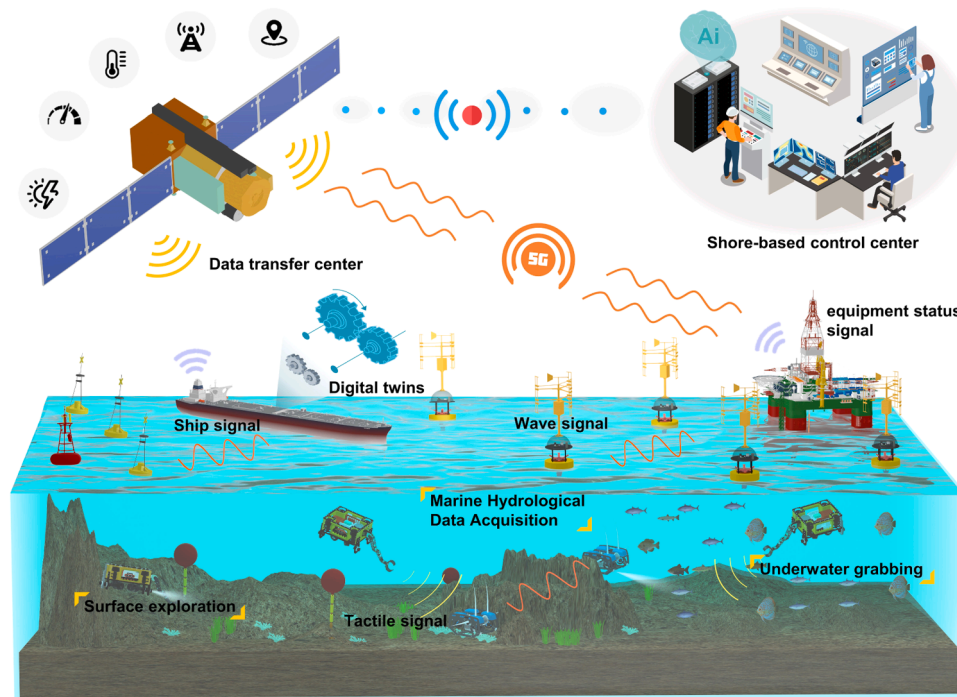 Ai
Shore-based control center
Data transfer center
5G
equipment status
signal
Digital twins
Ship signal
Wave signal
Marine Hydrological
Data Acquisition
Underwater grabbing
Surface exploration
Tactile signal